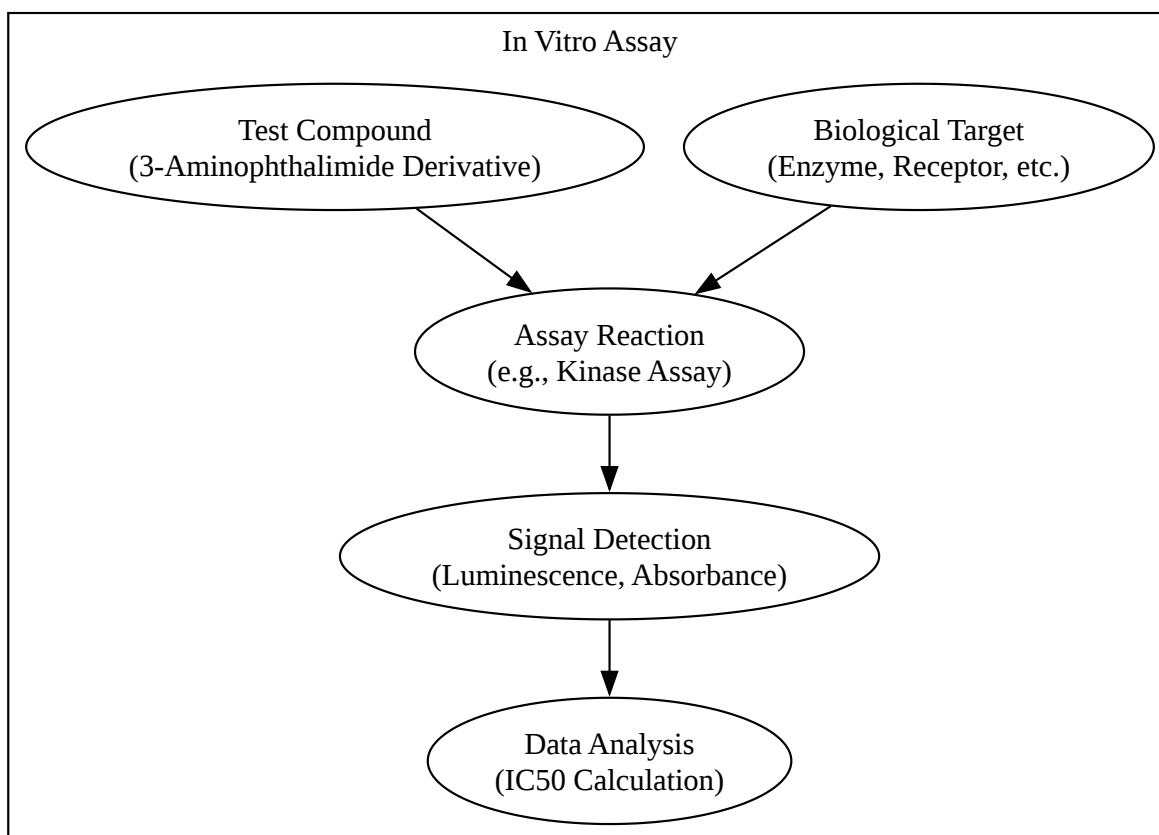 In Vitro Assay
Test Compound
(3-Aminophthalimide Derivative)
Biological Target
(Enzyme, Receptor, etc.)
Assay Reaction
(e.g., Kinase Assay)
Signal Detection
(Luminescence, Absorbance)
Data Analysis
(IC50 Calculation)